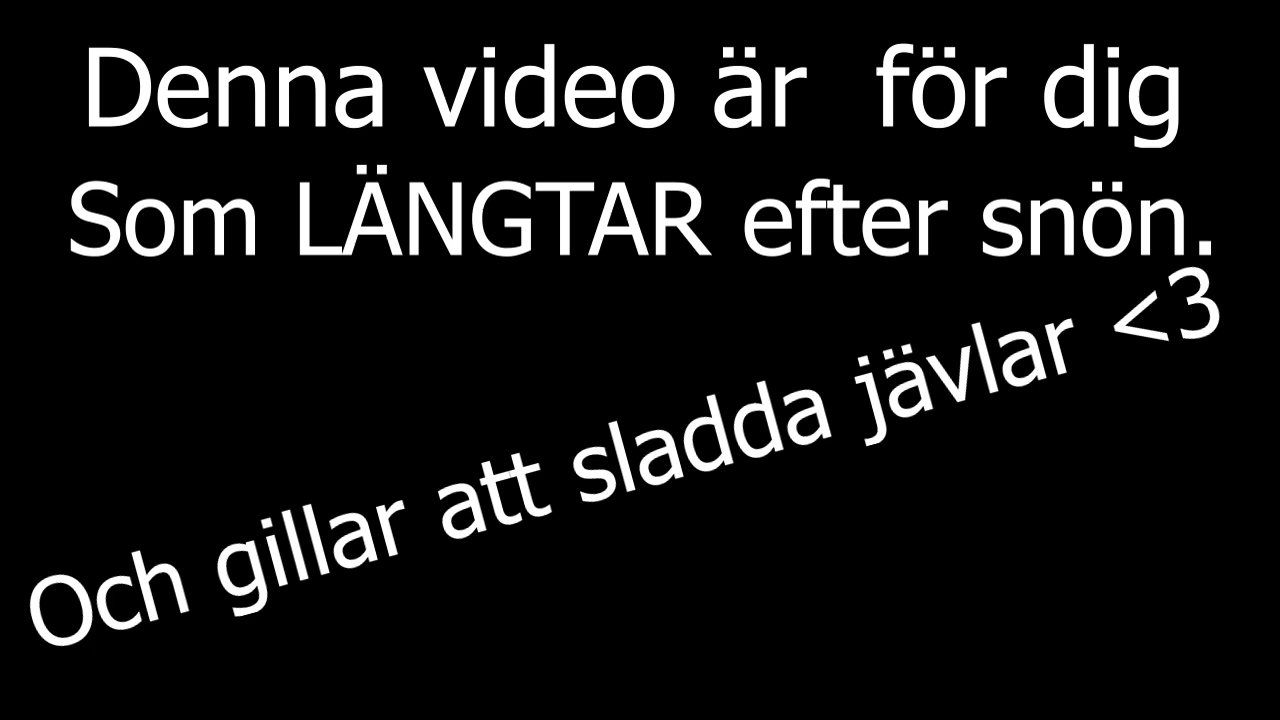 Denna video är för dig
Som LÄNGTAR efter snön.
Och gillar att sladda jävlar <3